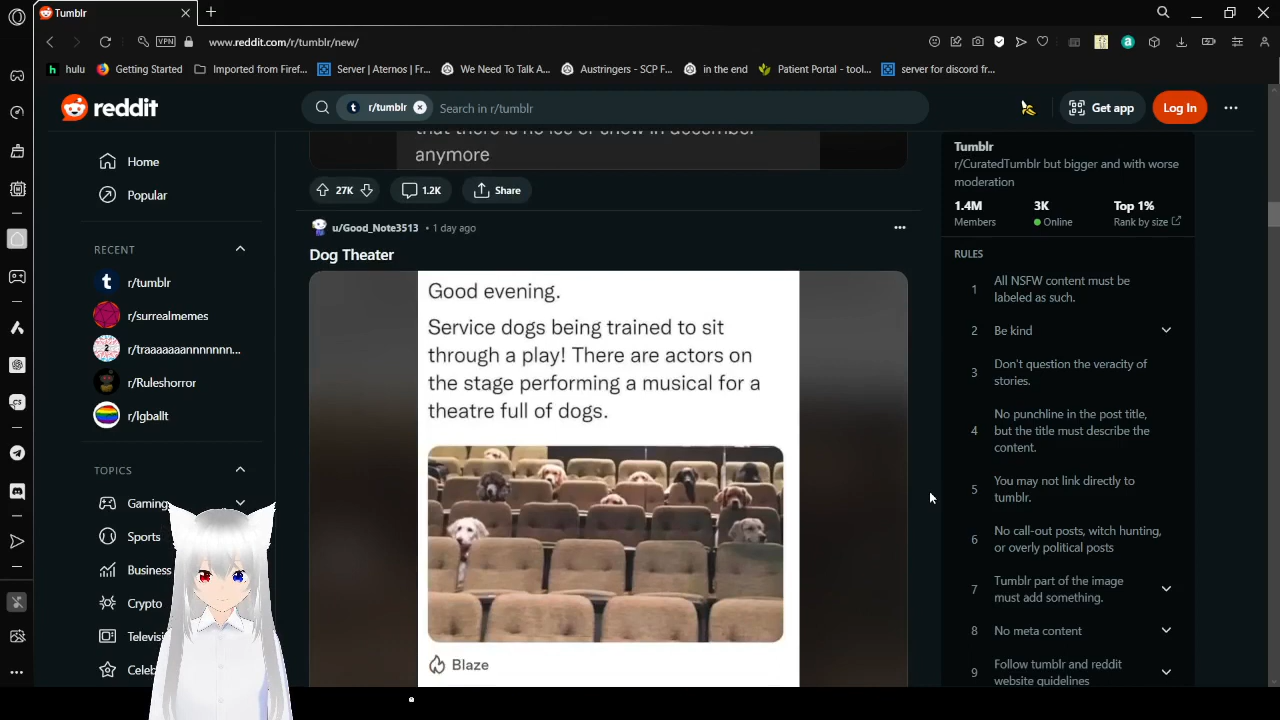 Tumblr
www.reddit.com/r/tumblr/new/
VPN
hulu
Getting Started
Imported from Firef...
Server | Aternos | Fr...
We Need To Talk A...
Austringers - SCP F...
in the end
Patient Portal - tool...
server for discord fr...
reddit
r/tumblr
Search in r/tumblr
Get app
Log In
Home
Popular
RECENT
r/tumblr
r/surrealmemes
r/traaaaaaannnnnnn...
r/Ruleshorror
r/lgballt
TOPICS
Gaming
Sports
Business
Crypto
Televisi
Celeb
anymore
27K
1.2K
Share
u/Good_Note3513 • 1 day ago
Dog Theater
Good evening.
Service dogs being trained to sit
through a play! There are actors on
the stage performing a musical for a
theatre full of dogs.
Blaze
Tumblr
r/CuratedTumblr but bigger and with worse
moderation
1.4M
Members
3K
Online
Top 1%
Rank by size
RULES
1 All NSFW content must be
labeled as such.
2 Be kind
3 Don't question the veracity of
stories.
4 No punchline in the post title,
but the title must describe the
content.
5 You may not link directly to
tumblr.
6 No call-out posts, witch hunting,
or overly political posts
7 Tumblr part of the image
must add something.
8 No meta content
9 Follow tumblr and reddit
website guidelines